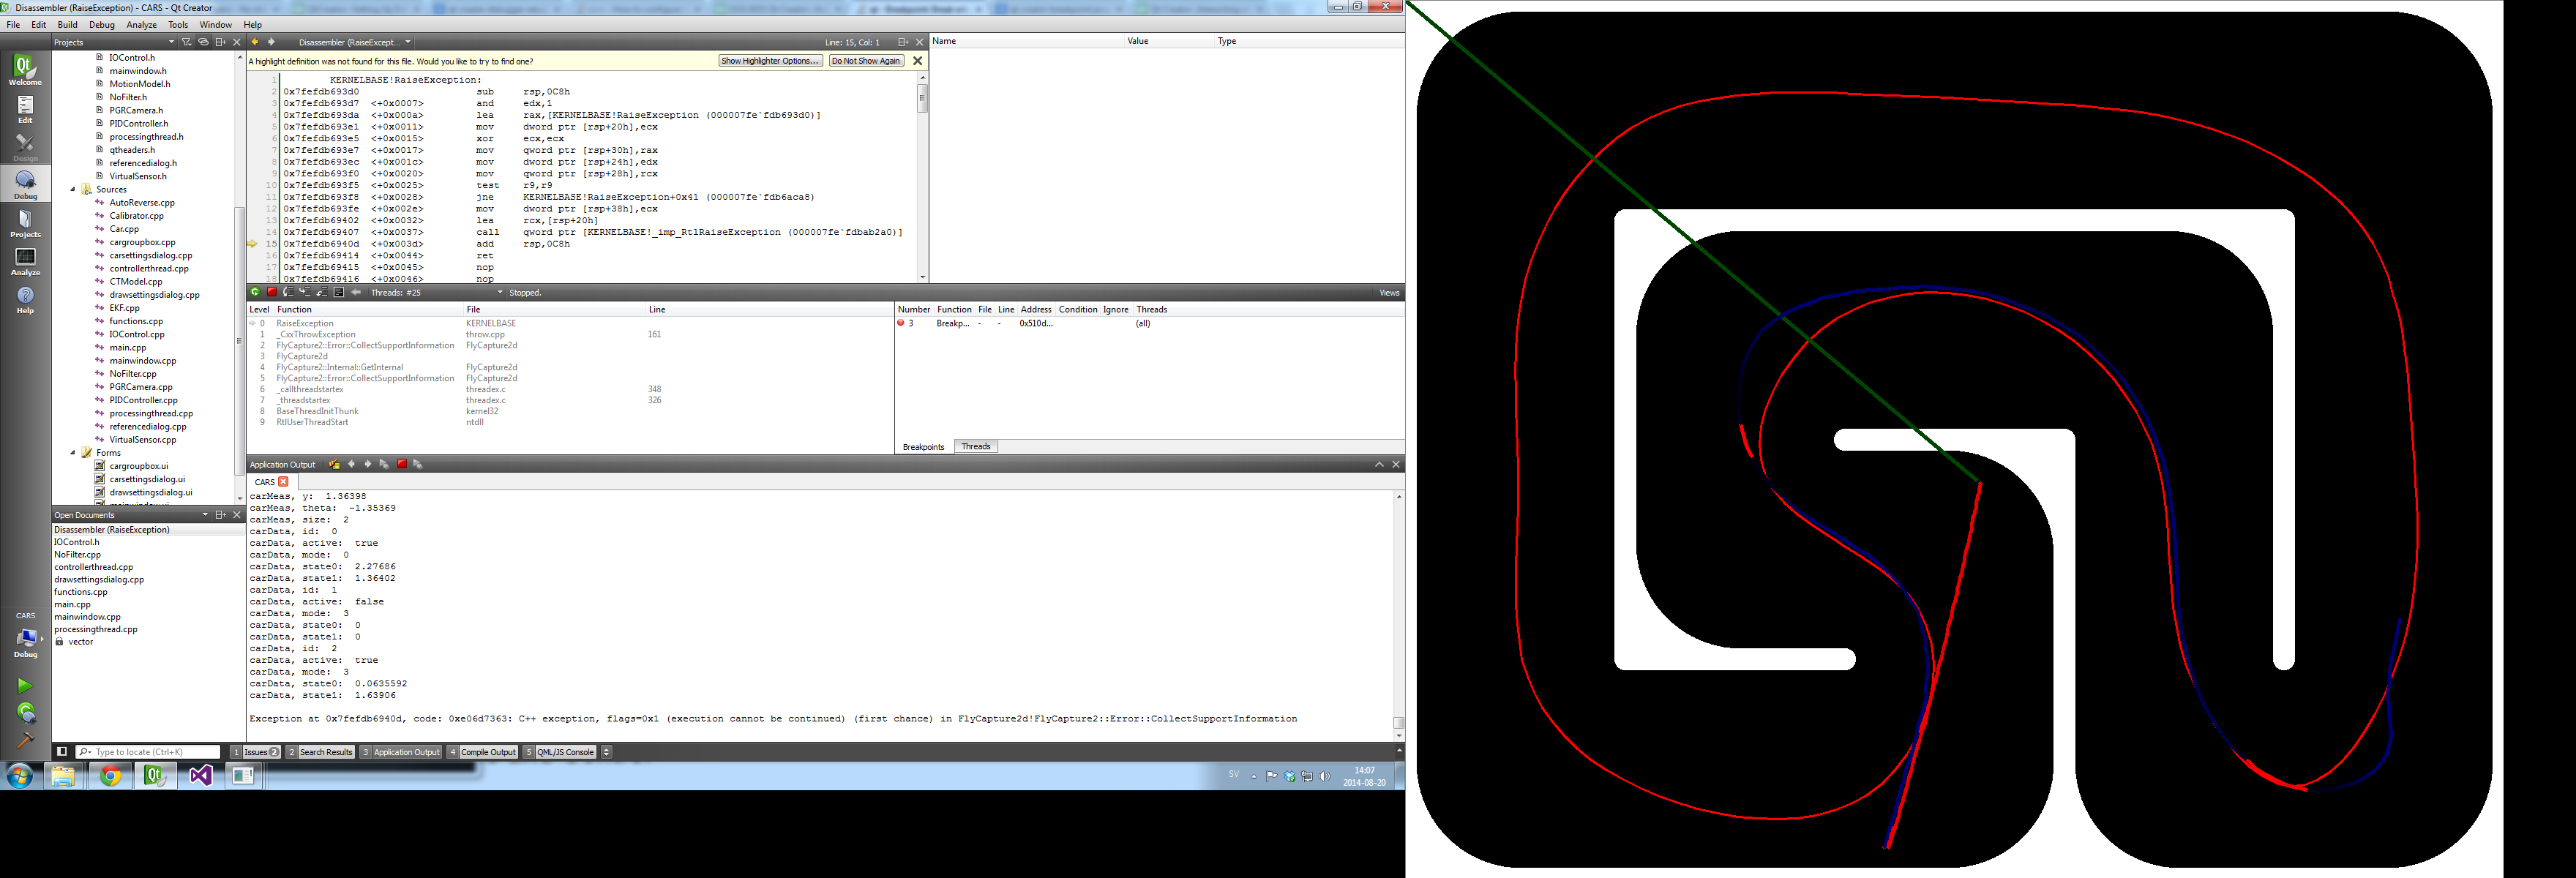 Disassembler (RaiseException) - CARS - Qt Creator
File Edit Build Debug Analyze Tools Window Help
Projects
Disassembler (RaiseExcept...
Line: 15, Col: 1
Name Value Type
Welcome
Edit
Design
Debug
Projects
Analyze
Help
CARS
Debug
IOControl.h
mainwindow.h
MotionModel.h
NoFilter.h
PGRCamera.h
PIDController.h
processingthread.h
qtheaders.h
referencedialog.h
VirtualSensor.h
Sources
AutoReverse.cpp
Calibrator.cpp
Car.cpp
cargroupbox.cpp
carsettingsdialog.cpp
controllerthread.cpp
CTModel.cpp
drawsettingsdialog.cpp
EKF.cpp
functions.cpp
IOControl.cpp
main.cpp
mainwindow.cpp
NoFilter.cpp
PGRCamera.cpp
PIDController.cpp
processingthread.cpp
referencedialog.cpp
VirtualSensor.cpp
Forms
cargroupbox.ui
carsettingsdialog.ui
drawsettingsdialog.ui
Open Documents
Disassembler (RaiseException)
IOControl.h
NoFilter.cpp
controllerthread.cpp
drawsettingsdialog.cpp
functions.cpp
main.cpp
mainwindow.cpp
processingthread.cpp
vector
A highlight definition was not found for this file. Would you like to try to find one? Show Highlighter Options... Do Not Show Again
1 KERNELBASE!RaiseException:
2 0x7fefdb693d0 sub rsp,0C8h
3 0x7fefdb693d7 <+0x0007> and edx,1
4 0x7fefdb693da <+0x000a> lea rax,[KERNELBASE!RaiseException (000007fe`fdb693d0)]
5 0x7fefdb693e1 <+0x0011> mov dword ptr [rsp+20h],ecx
6 0x7fefdb693e5 <+0x0015> xor ecx,ecx
7 0x7fefdb693e7 <+0x0017> mov qword ptr [rsp+30h],rax
8 0x7fefdb693ec <+0x001c> mov dword ptr [rsp+24h],edx
9 0x7fefdb693f0 <+0x0020> mov qword ptr [rsp+28h],rcx
10 0x7fefdb693f5 <+0x0025> test r9,r9
11 0x7fefdb693f8 <+0x0028> jne KERNELBASE!RaiseException+0x41 (000007fe`fdb6aca8)
12 0x7fefdb693fe <+0x002e> mov dword ptr [rsp+38h],ecx
13 0x7fefdb69402 <+0x0032> lea rcx,[rsp+20h]
14 0x7fefdb69407 <+0x0037> call qword ptr [KERNELBASE!_imp_RtlRaiseException (000007fe`fdbab2a0)]
15 0x7fefdb6940d <+0x003d> add rsp,0C8h
16 0x7fefdb69414 <+0x0044> ret
17 0x7fefdb69415 <+0x0045> nop
18 0x7fefdb69416 <+0x0046> nop
Threads: #25 Stopped. Views
Level Function File Line
0 RaiseException KERNELBASE
1 _CxxThrowException throw.cpp 161
2 FlyCapture2::Error::CollectSupportInformation FlyCapture2d
3 FlyCapture2d
4 FlyCapture2::Internal::GetInternal FlyCapture2d
5 FlyCapture2::Error::CollectSupportInformation FlyCapture2d
6 _callthreadstartex threadex.c 348
7 _threadstartex threadex.c 326
8 BaseThreadInitThunk kernel32
9 RtlUserThreadStart ntdll
Number Function File Line Address Condition Ignore Threads
3 Breakp... - - 0x510d... (all)
Breakpoints Threads
Application Output
CARS
carMeas, y: 1.36398
carMeas, theta: -1.35369
carMeas, size: 2
carData, id: 0
carData, active: true
carData, mode: 0
carData, state0: 2.27686
carData, state1: 1.36402
carData, id: 1
carData, active: false
carData, mode: 3
carData, state0: 0
carData, state1: 0
carData, id: 2
carData, active: true
carData, mode: 3
carData, state0: 0.0635592
carData, state1: 1.63906
Exception at 0x7fefdb6940d, code: 0xe06d7363: C++ exception, flags=0x1 (execution cannot be continued) (first chance) in FlyCapture2d!FlyCapture2::Error::CollectSupportInformation
Type to locate (Ctrl+K) 1 Issues 2 2 Search Results 3 Application Output 4 Compile Output 5 QML/JS Console
SV
14:07
2014-08-20